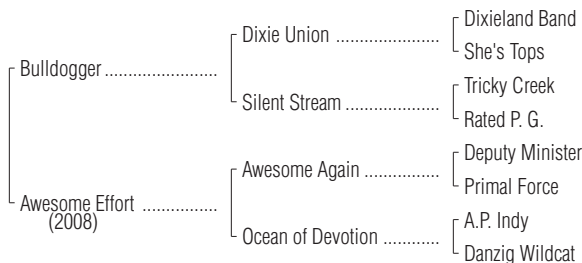 Dixieland Band
Dixie Union ....................
She's Tops
Bulldogger ......................
Tricky Creek
Silent Stream ..................
Rated P. G.
Deputy Minister
Awesome Again ...............
Primal Force
Awesome Effort ..............
(2008)
A.P. Indy
Ocean of Devotion ............
Danzig Wildcat